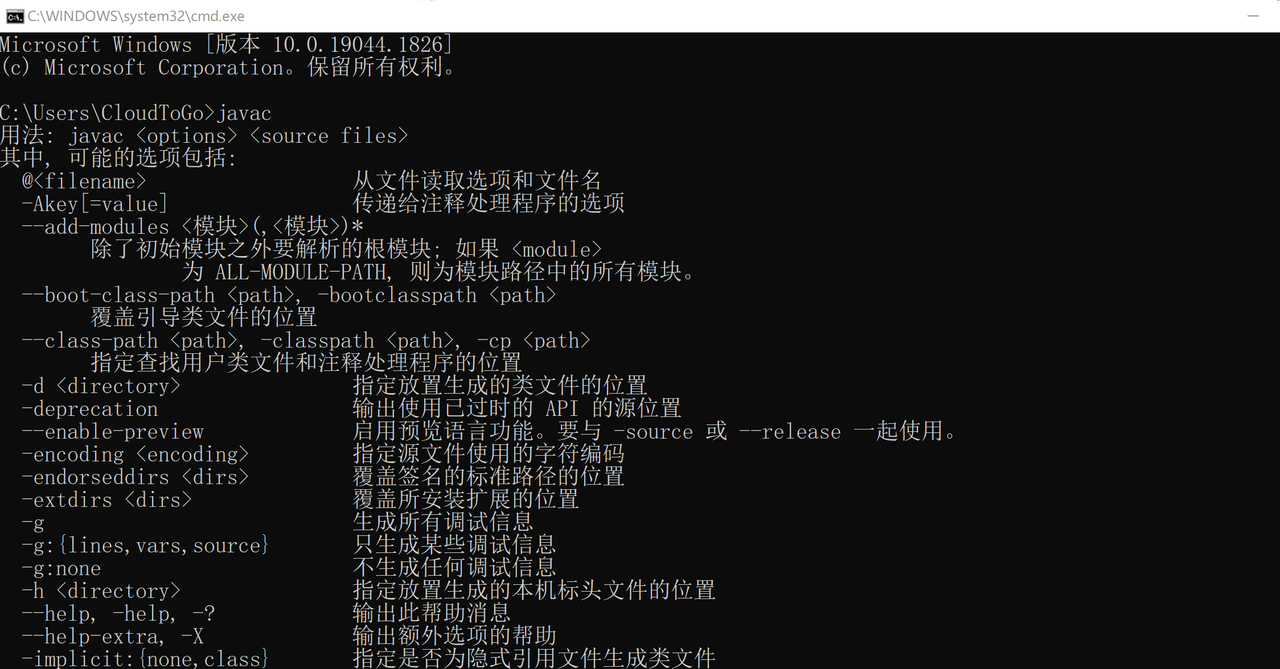 C:\WINDOWS\system32\cmd.exe
Microsoft Windows [版本 10.0.19044.1826]
(c) Microsoft Corporation。保留所有权利。
C:\Users\CloudToGo>javac
用法: javac <options> <source files>
其中, 可能的选项包括:
@<filename> 从文件读取选项和文件名
-Akey[=value] 传递给注释处理程序的选项
--add-modules <模块>(,<模块>)*
除了初始模块之外要解析的根模块; 如果 <module>
为 ALL-MODULE-PATH, 则为模块路径中的所有模块。
--boot-class-path <path>, -bootclasspath <path>
覆盖引导类文件的位置
--class-path <path>, -classpath <path>, -cp <path>
指定查找用户类文件和注释处理程序的位置
-d <directory> 指定放置生成的类文件的位置
-deprecation 输出使用已过时的 API 的源位置
--enable-preview 启用预览语言功能。要与 -source 或 --release 一起使用。
-encoding <encoding> 指定源文件使用的字符编码
-endorseddirs <dirs> 覆盖签名的标准路径的位置
-extdirs <dirs> 覆盖所安装扩展的位置
-g 生成所有调试信息
-g:{lines,vars,source} 只生成某些调试信息
-g:none 不生成任何调试信息
-h <directory> 指定放置生成的本机标头文件的位置
--help, -help, -? 输出此帮助消息
--help-extra, -X 输出额外选项的帮助
-implicit:{none,class} 指定是否为隐式引用文件生成类文件